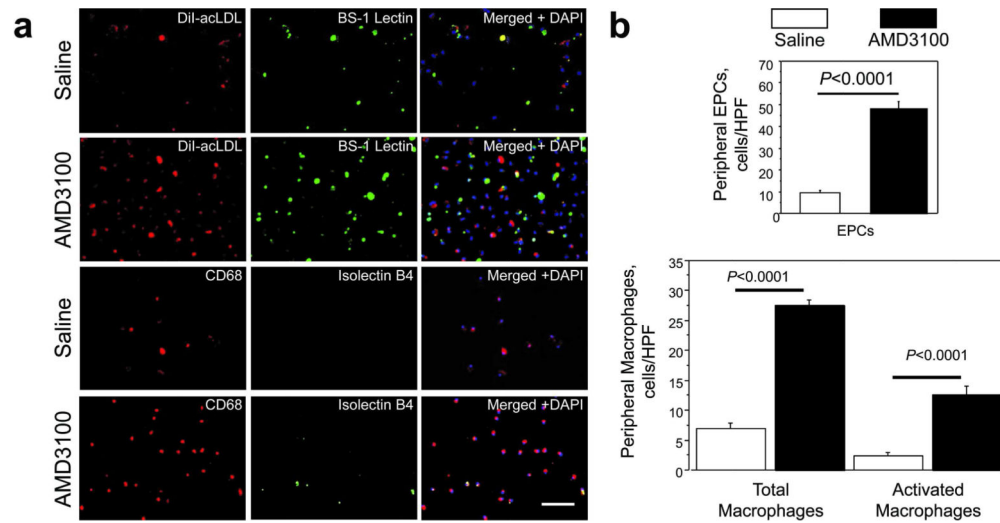 a
Saline
DiI-acLDL
BS-1 Lectin
Merged + DAPI
AMD3100
DiI-acLDL
BS-1 Lectin
Merged + DAPI
Saline
CD68
Isolectin B4
Merged +DAPI
AMD3100
CD68
Isolectin B4
Merged +DAPI
b
Saline
AMD3100
Peripheral EPCs,
cells/HPF
70
60
50
40
30
20
10
0
P<0.0001
EPCs
Peripheral Macrophages,
cells/HPF
35
30
25
20
15
10
5
0
P<0.0001
P<0.0001
Total
Macrophages
Activated
Macrophages